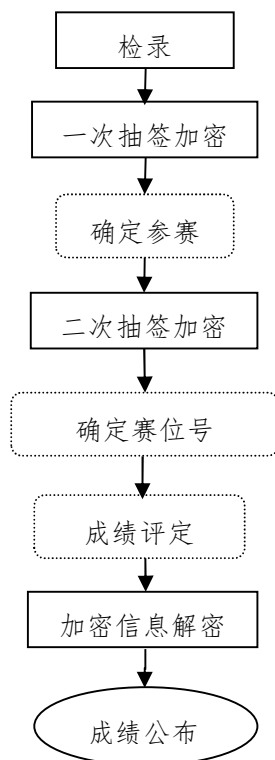 检录
一次抽签加密
确定参赛
二次抽签加密
确定赛位号
成绩评定
加密信息解密
成绩公布